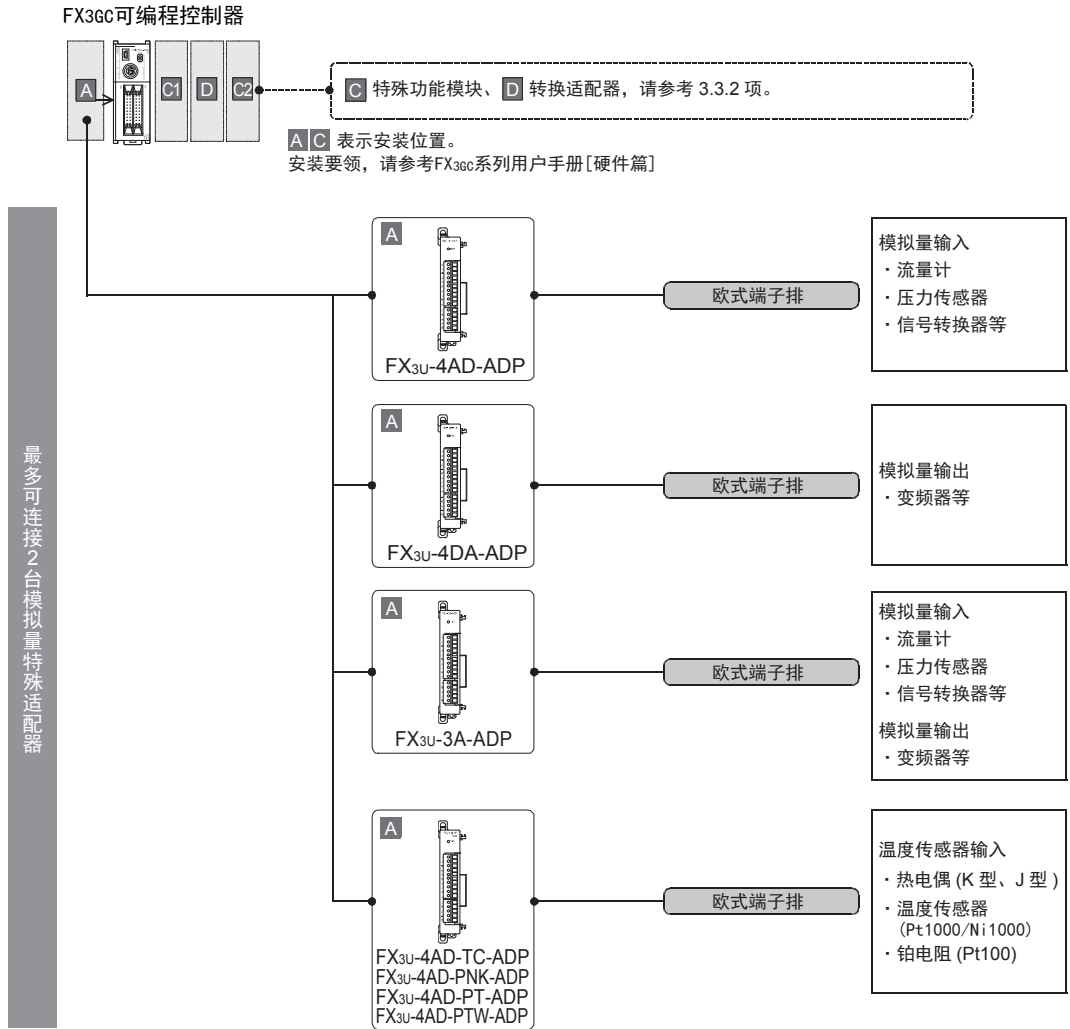 FX3GC可编程控制器
A
C1
D
C2
C 特殊功能模块、D 转换适配器，请参考 3.3.2 项。
A C 表示安装位置。
安装要领，请参考FX3GC系列用户手册[硬件篇]
最多可连接2台模拟量特殊适配器
A
FX3U-4AD-ADP
欧式端子排
模拟量输入
·流量计
·压力传感器
·信号转换器等
A
FX3U-4DA-ADP
欧式端子排
模拟量输出
·变频器等
A
FX3U-3A-ADP
欧式端子排
模拟量输入
·流量计
·压力传感器
·信号转换器等
模拟量输出
·变频器等
A
FX3U-4AD-TC-ADP
FX3U-4AD-PNK-ADP
FX3U-4AD-PT-ADP
FX3U-4AD-PTW-ADP
欧式端子排
温度传感器输入
·热电偶 (K 型、J 型 )
·温度传感器
(Pt1000/Ni1000)
·铂电阻 (Pt100)